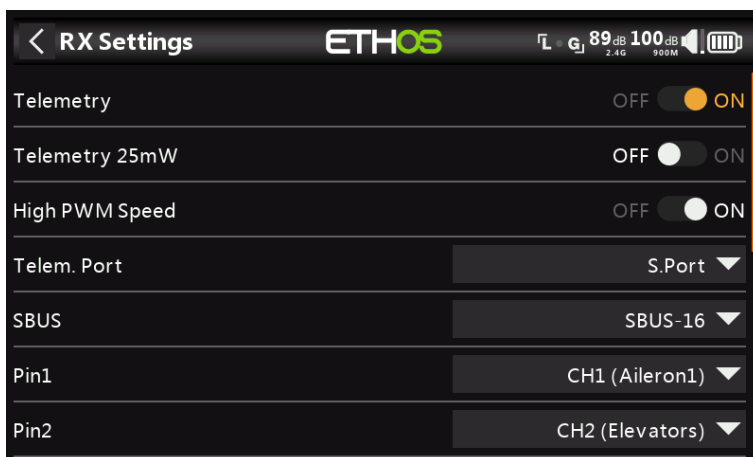 RX Settings ETHOS L G 89dB 2.4G 100dB 900M
Telemetry OFF ON
Telemetry 25mW OFF ON
High PWM Speed OFF ON
Telem. Port S.Port
SBUS SBUS-16
Pin1 CH1 (Aileron1)
Pin2 CH2 (Elevators)